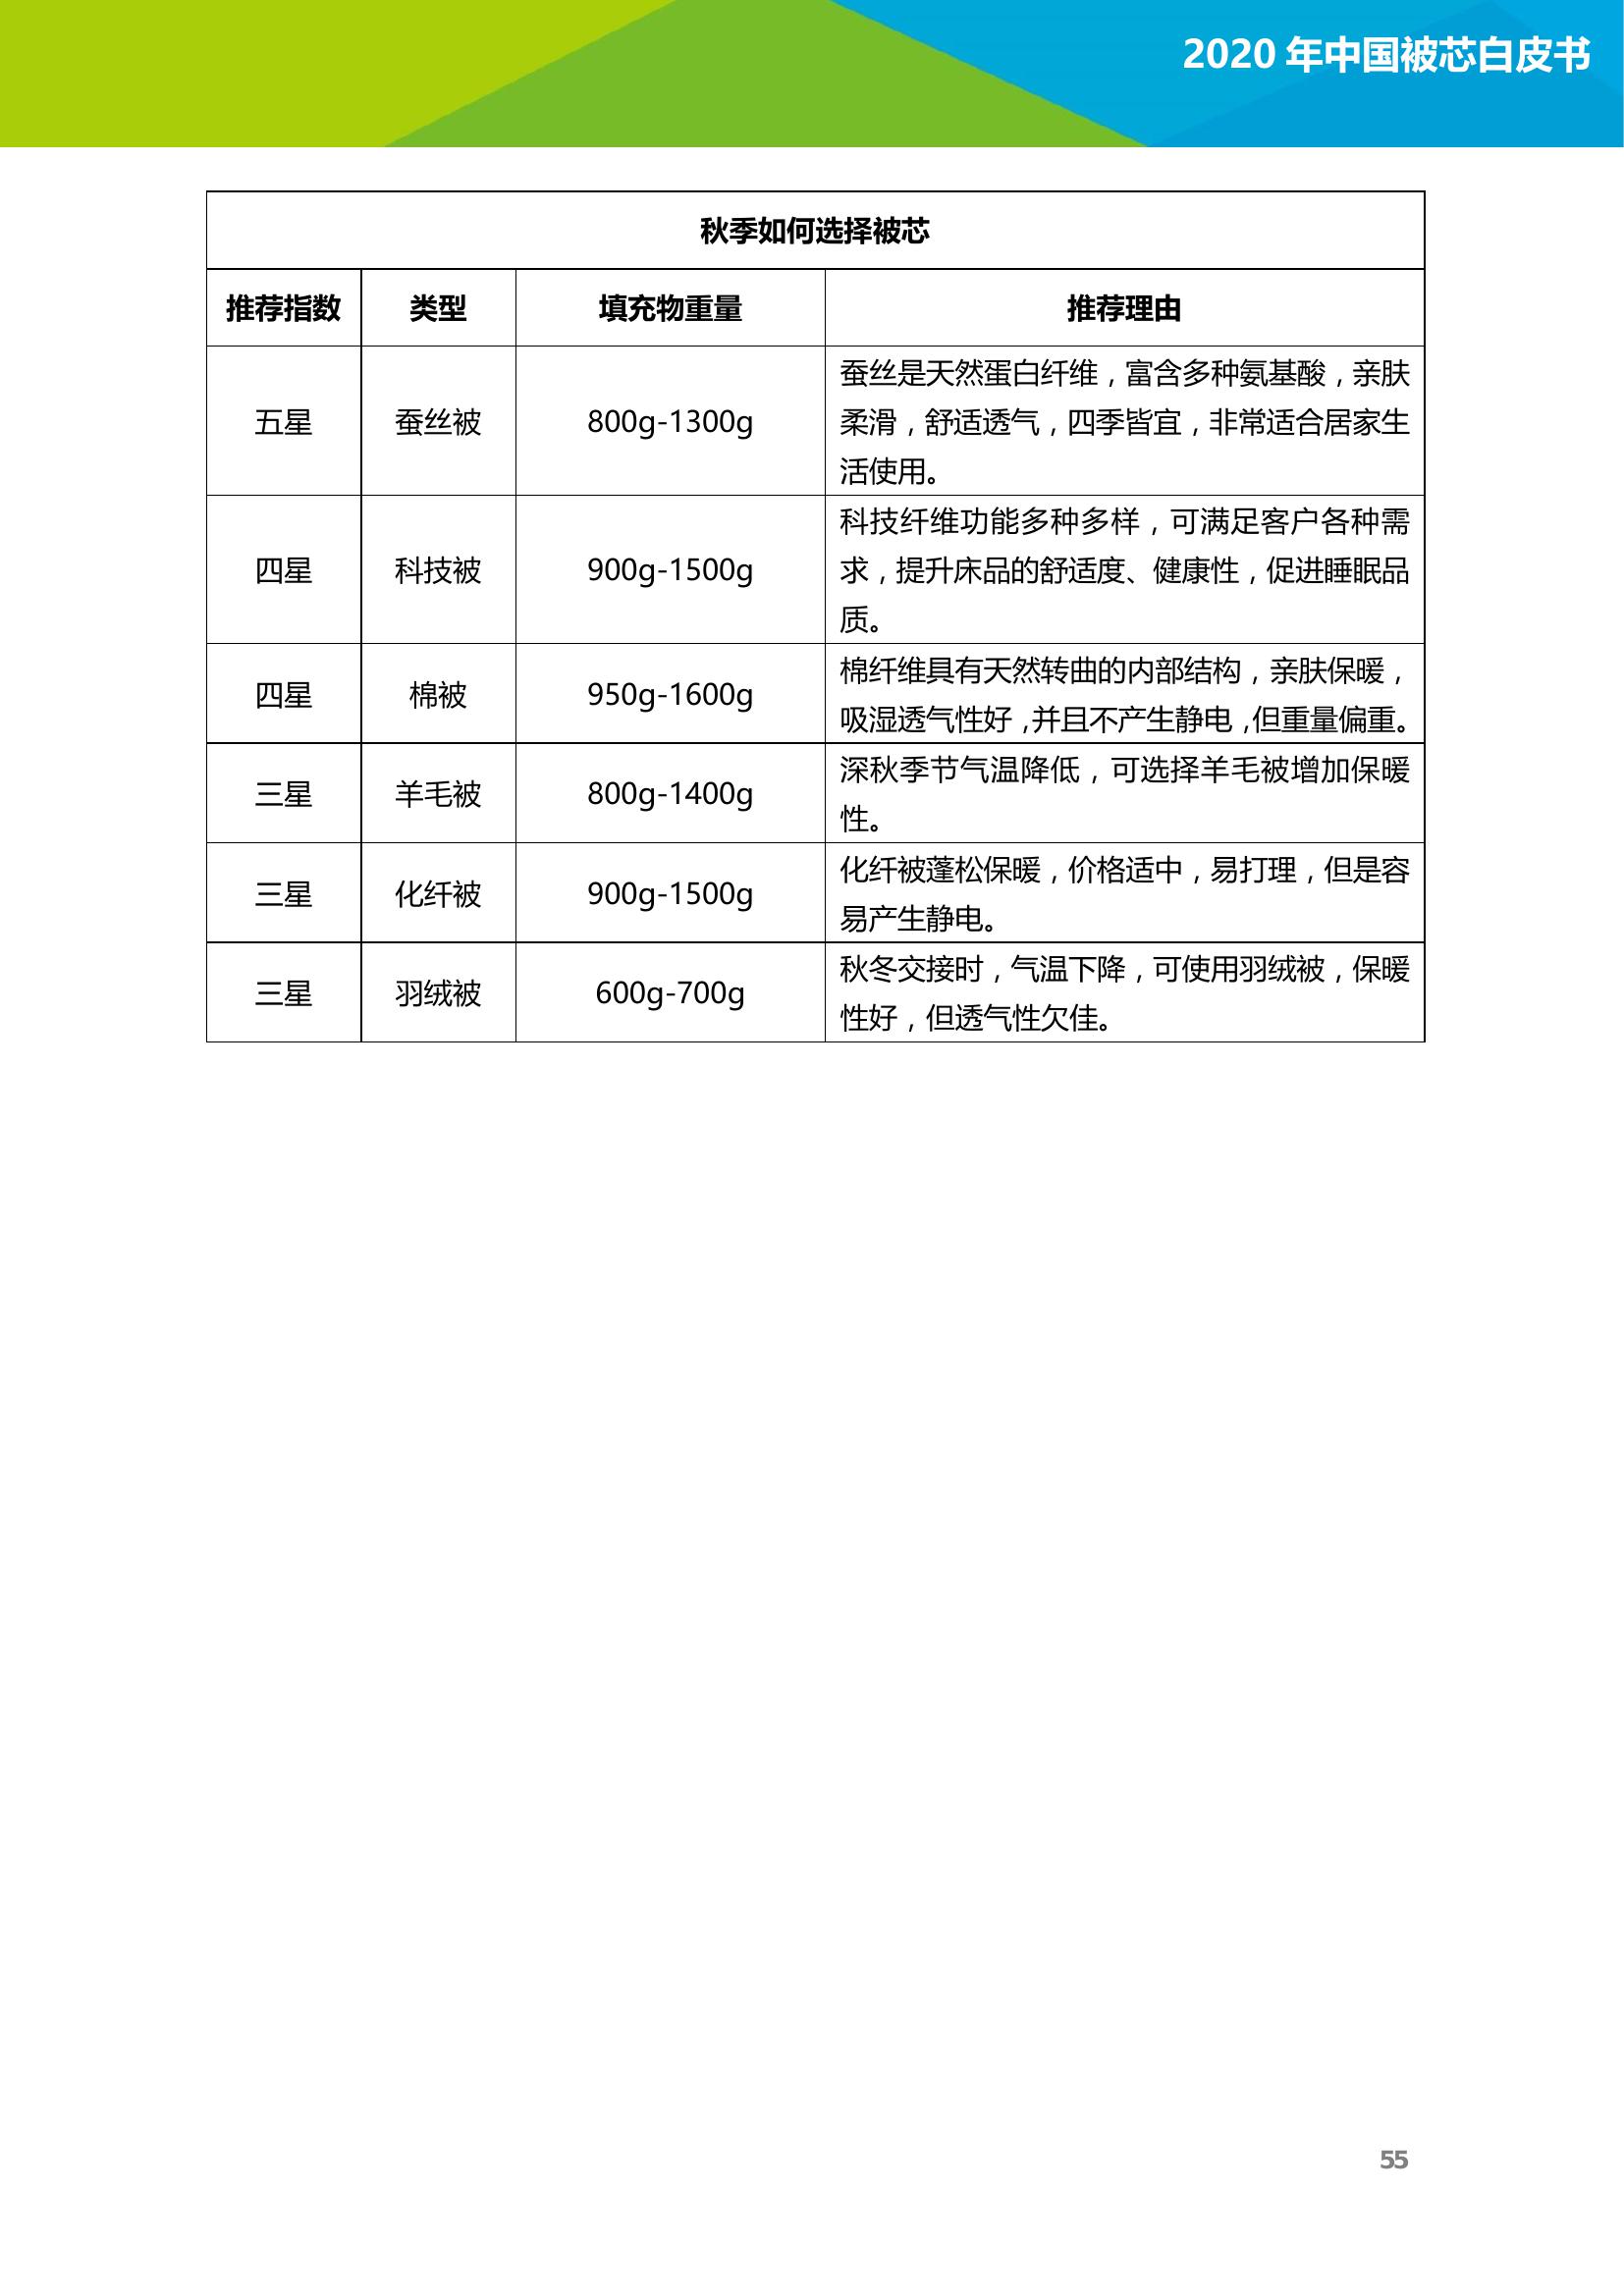 2020 年中国被芯白皮书
秋季如何选择被芯
推荐指数 类型 填充物重量 推荐理由
五星 蚕丝被 800g-1300g 蚕丝是天然蛋白纤维，富含多种氨基酸，亲肤
柔滑，舒适透气，四季皆宜，非常适合居家生
活使用。
四星 科技被 900g-1500g 科技纤维功能多种多样，可满足客户各种需
求，提升床品的舒适度、健康性，促进睡眠品
质。
四星 棉被 950g-1600g 棉纤维具有天然转曲的内部结构，亲肤保暖，
吸湿透气性好，并且不产生静电，但重量偏重。
三星 羊毛被 800g-1400g 深秋季节气温降低，可选择羊毛被增加保暖
性。
三星 化纤被 900g-1500g 化纤被蓬松保暖，价格适中，易打理，但是容
易产生静电。
三星 羽绒被 600g-700g 秋冬交接时，气温下降，可使用羽绒被，保暖
性好，但透气性欠佳。
55